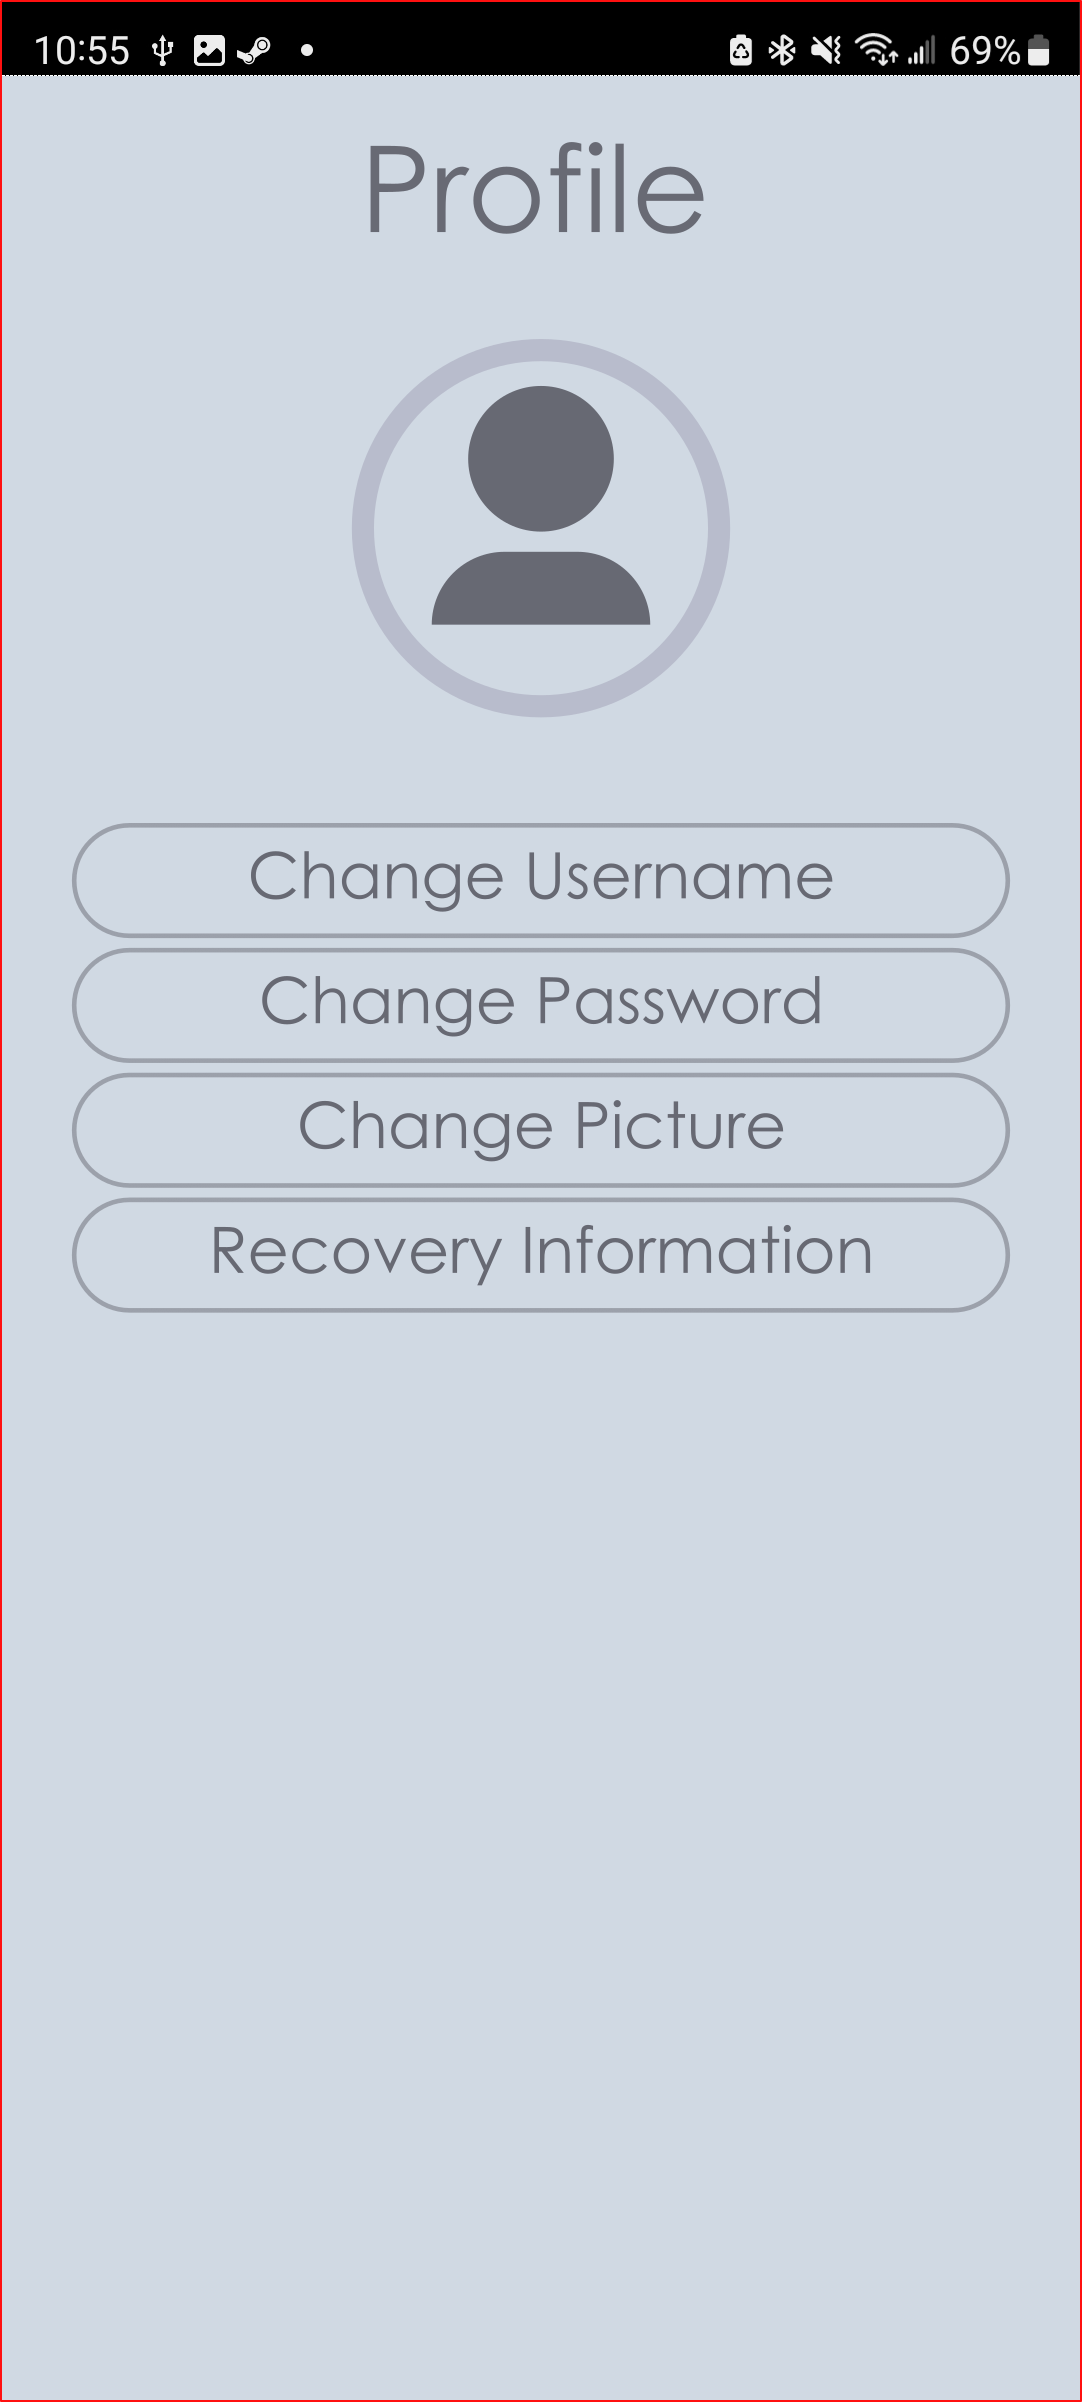 10:55 69%
Profile
Change Username
Change Password
Change Picture
Recovery Information